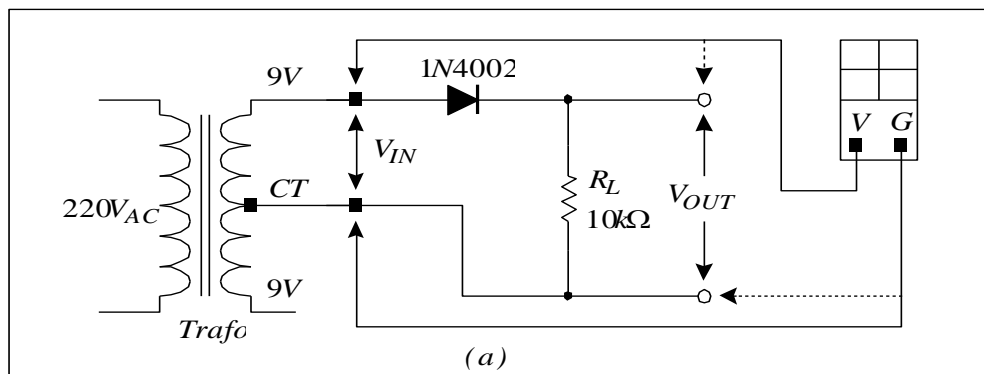 9V
1N4002
V G
V_IN
CT
R_L
10kΩ
V_OUT
220V_AC
9V
Trafo
(a)